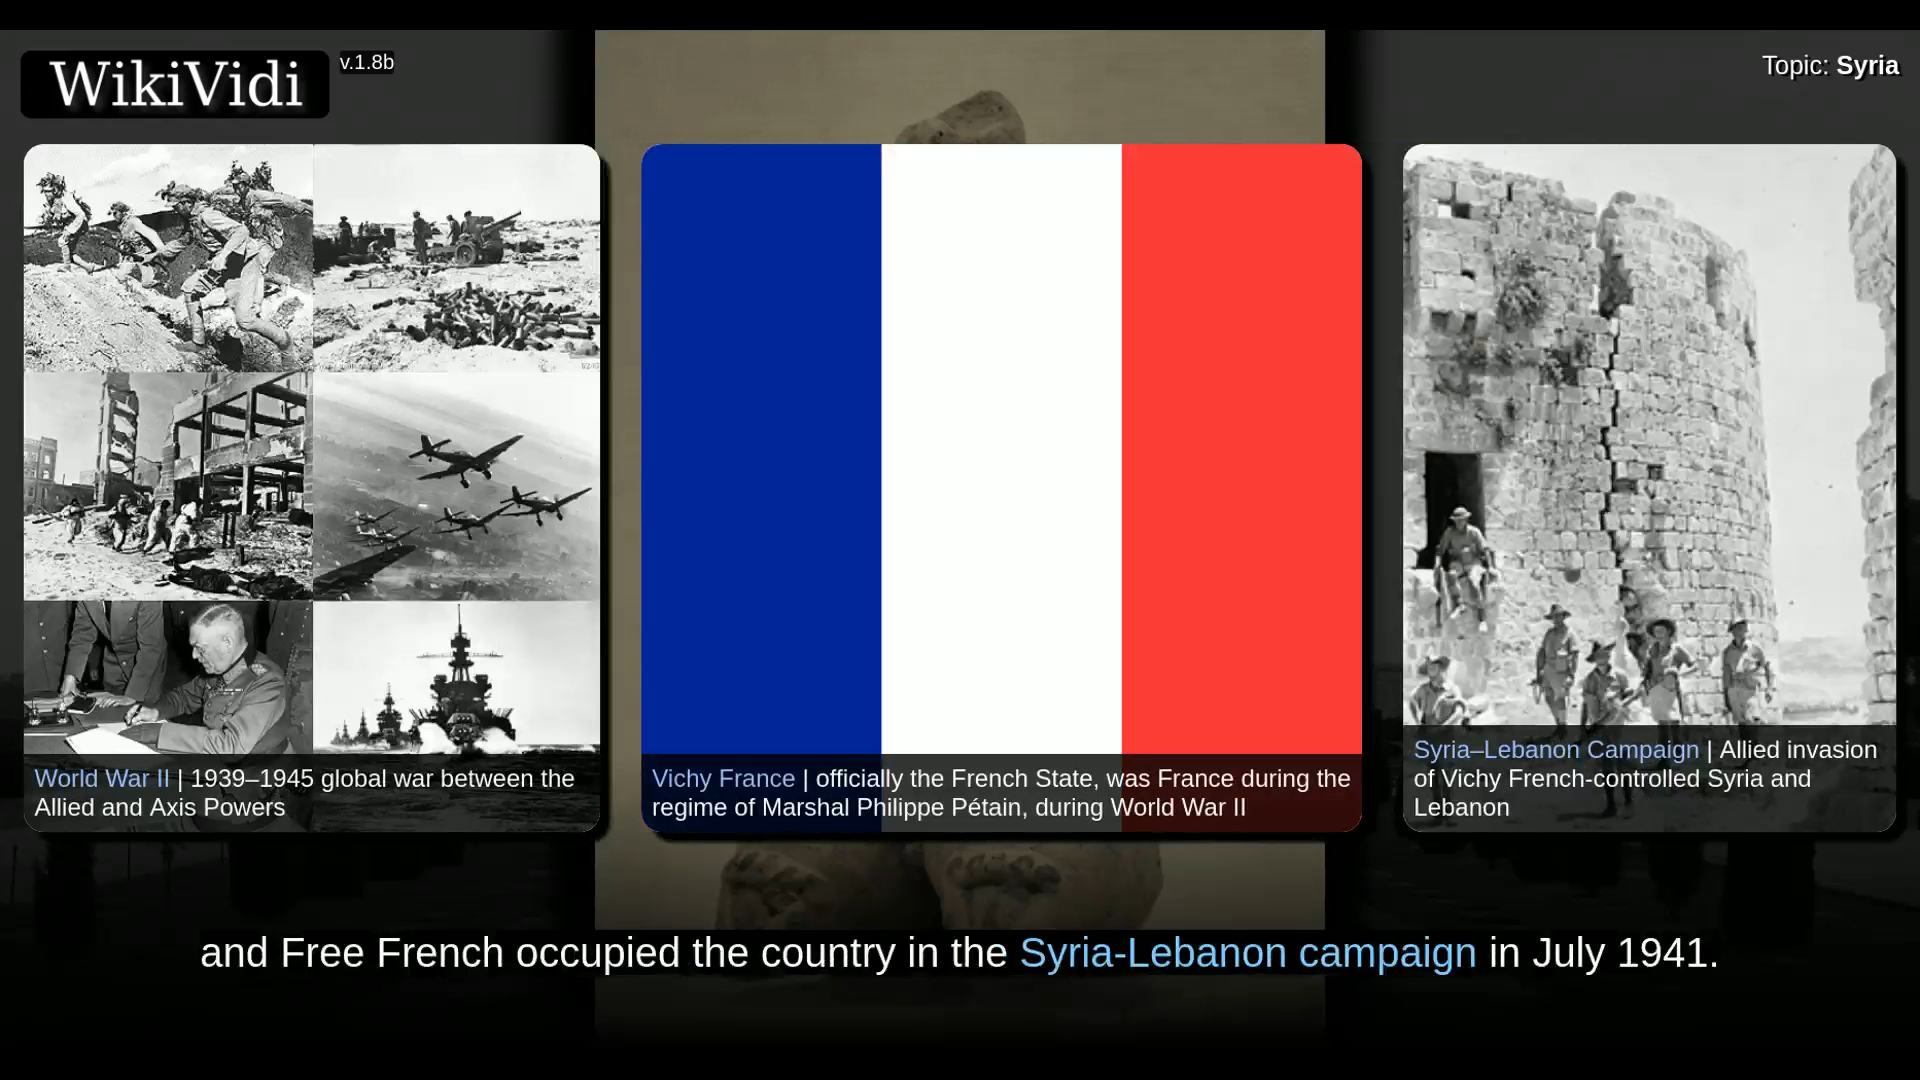 WikiVidi
v.1.8b
Topic: Syria
World War II | 1939–1945 global war between the
Allied and Axis Powers
Vichy France | officially the French State, was France during the
regime of Marshal Philippe Pétain, during World War II
Syria–Lebanon Campaign | Allied invasion
of Vichy French-controlled Syria and
Lebanon
and Free French occupied the country in the Syria-Lebanon campaign in July 1941.